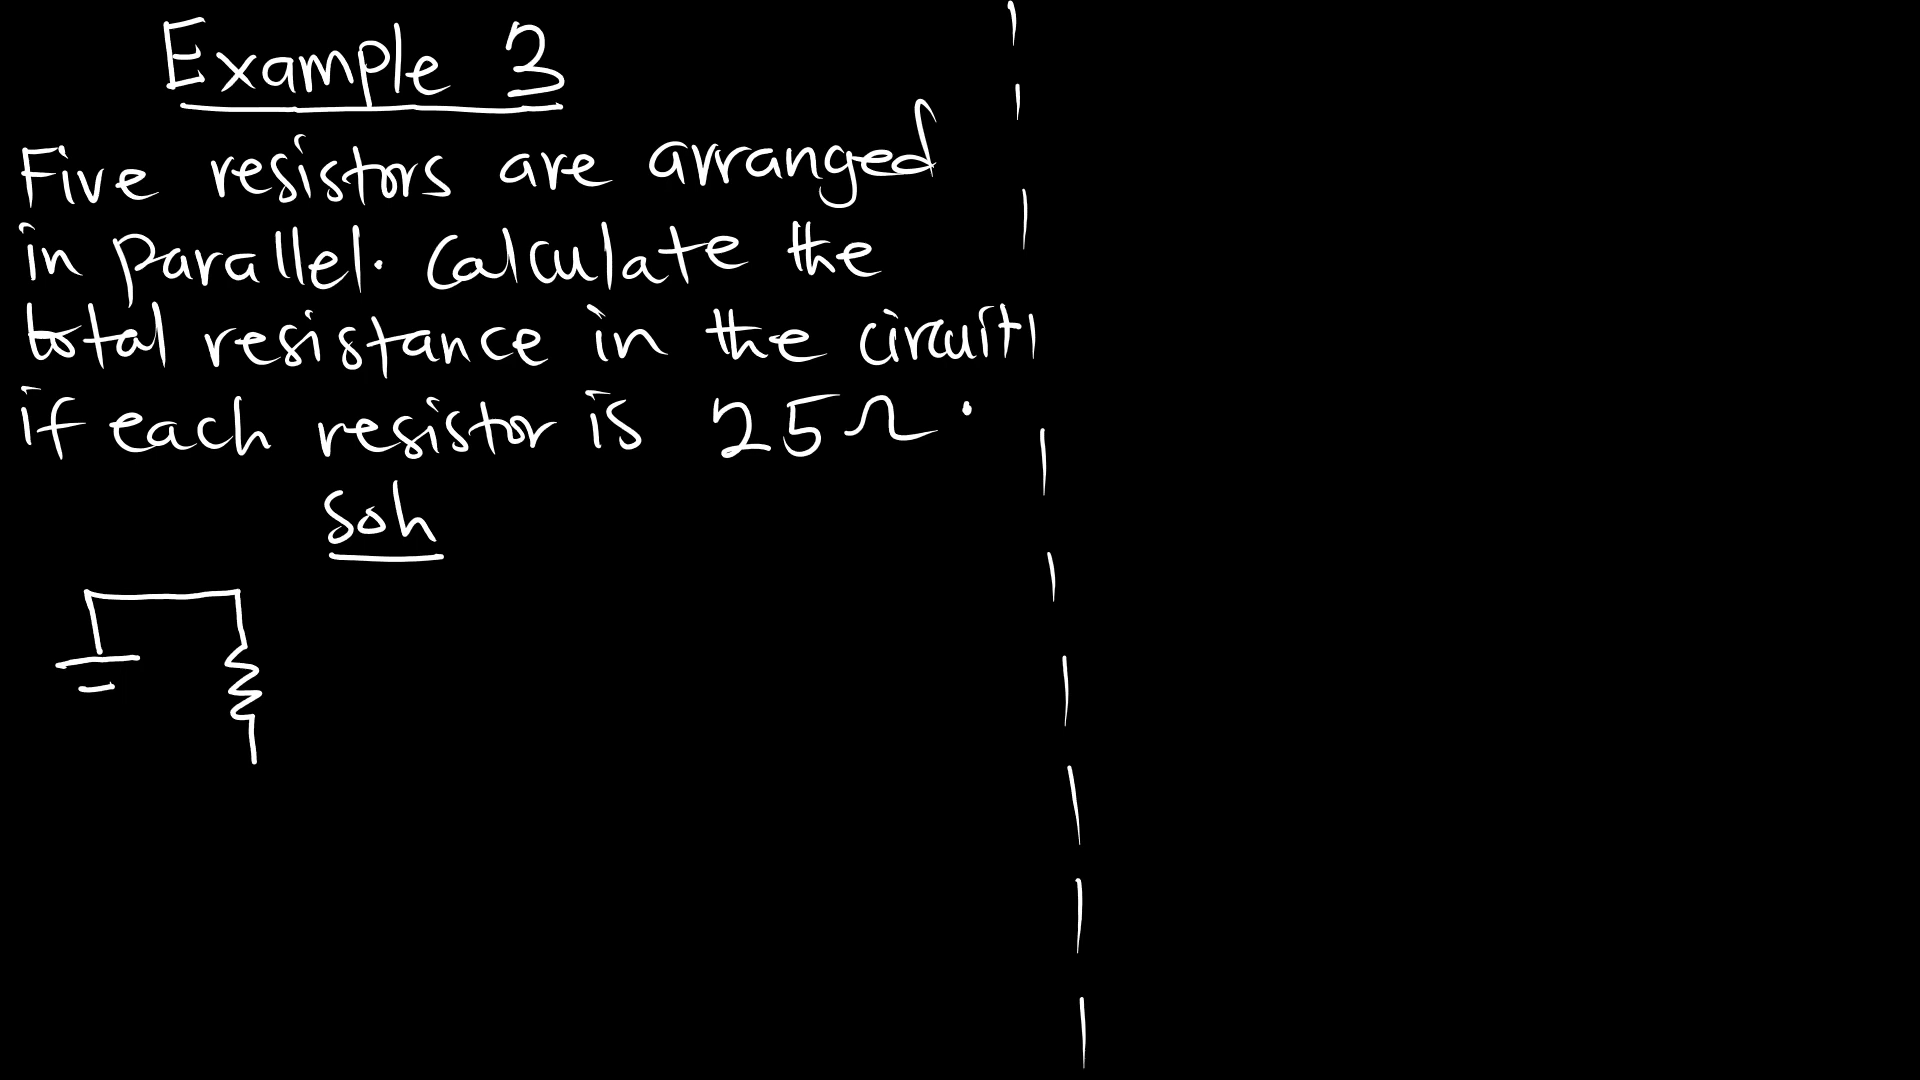 Example 3
Five resistors are arranged
in parallel. Calculate the
total resistance in the circuit
if each resistor is 25Ω.
Soln